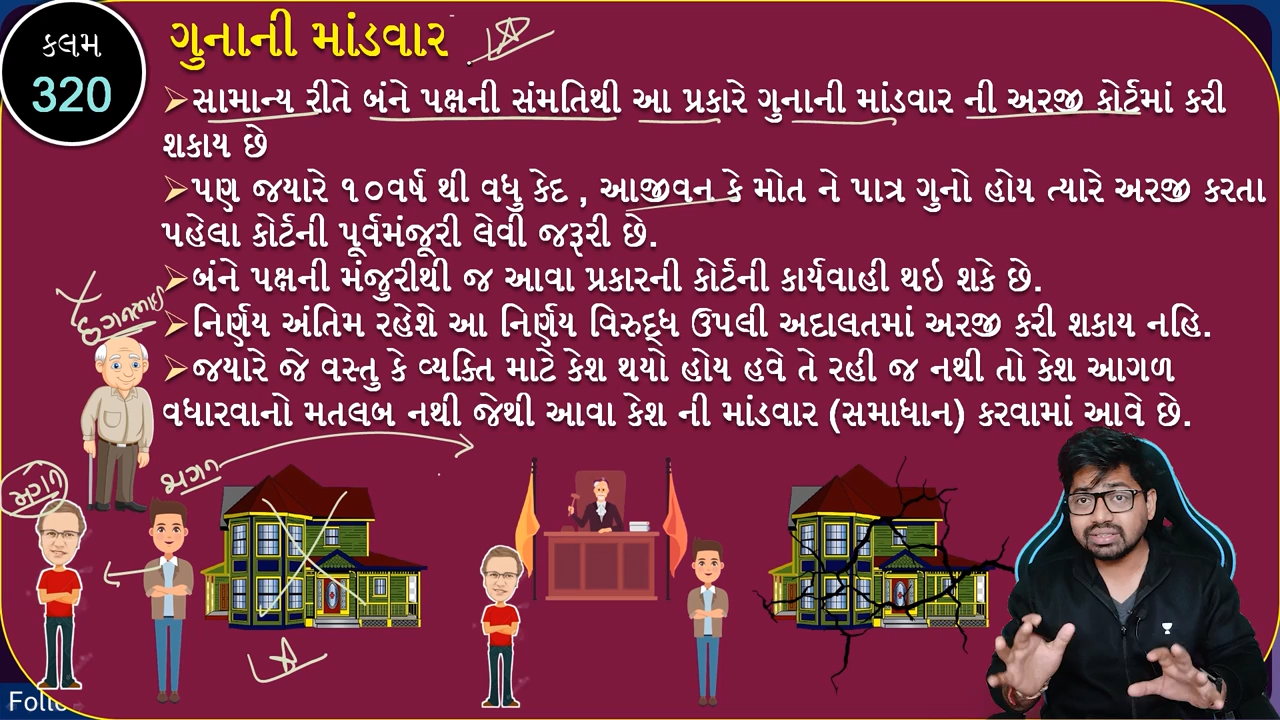 કલમ
320
ગુનાની માંડવાર
➢સામાન્ય રીતે બંને પક્ષની સંમતિથી આ પ્રકારે ગુનાની માંડવાર ની અરજી કોર્ટમાં કરી
શકાય છે
➢પણ જયારે ૧૦વર્ષ થી વધુ કેદ , આજીવન કે મોત ને પાત્ર ગુનો હોય ત્યારે અરજી કરતા
પહેલા કોર્ટની પૂર્વમંજૂરી લેવી જરૂરી છે.
➢બંને પક્ષની મંજુરીથી જ આવા પ્રકારની કોર્ટની કાર્યવાહી થઇ શકે છે.
➢નિર્ણય અંતિમ રહેશે આ નિર્ણય વિરુદ્ધ ઉપલી અદાલતમાં અરજી કરી શકાય નહિ.
➢જયારે જે વસ્તુ કે વ્યક્તિ માટે કેશ થયો હોય હવે તે રહી જ નથી તો કેશ આગળ
વધારવાનો મતલબ નથી જેથી આવા કેશ ની માંડવાર (સમાધાન) કરવામાં આવે છે.
છગનભાઇ
મગન
ભગન